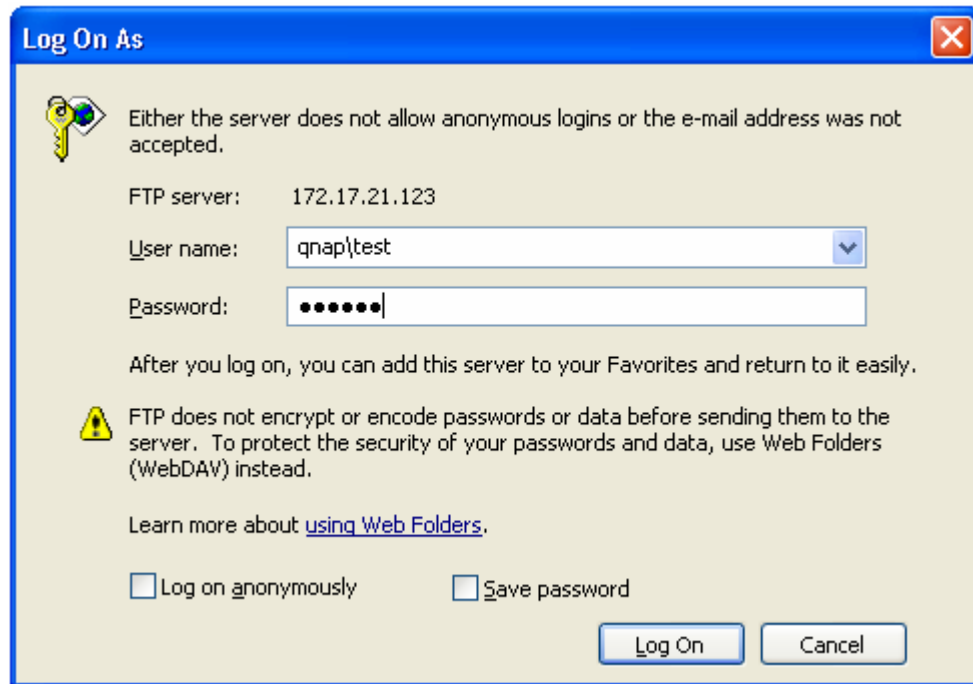 Log On As
Either the server does not allow anonymous logins or the e-mail address was not
accepted.
FTP server: 172.17.21.123
User name: qnap\test
Password: ●●●●●●
After you log on, you can add this server to your Favorites and return to it easily.
FTP does not encrypt or encode passwords or data before sending them to the
server. To protect the security of your passwords and data, use Web Folders
(WebDAV) instead.
Learn more about using Web Folders.
Log on anonymously Save password
Log On Cancel